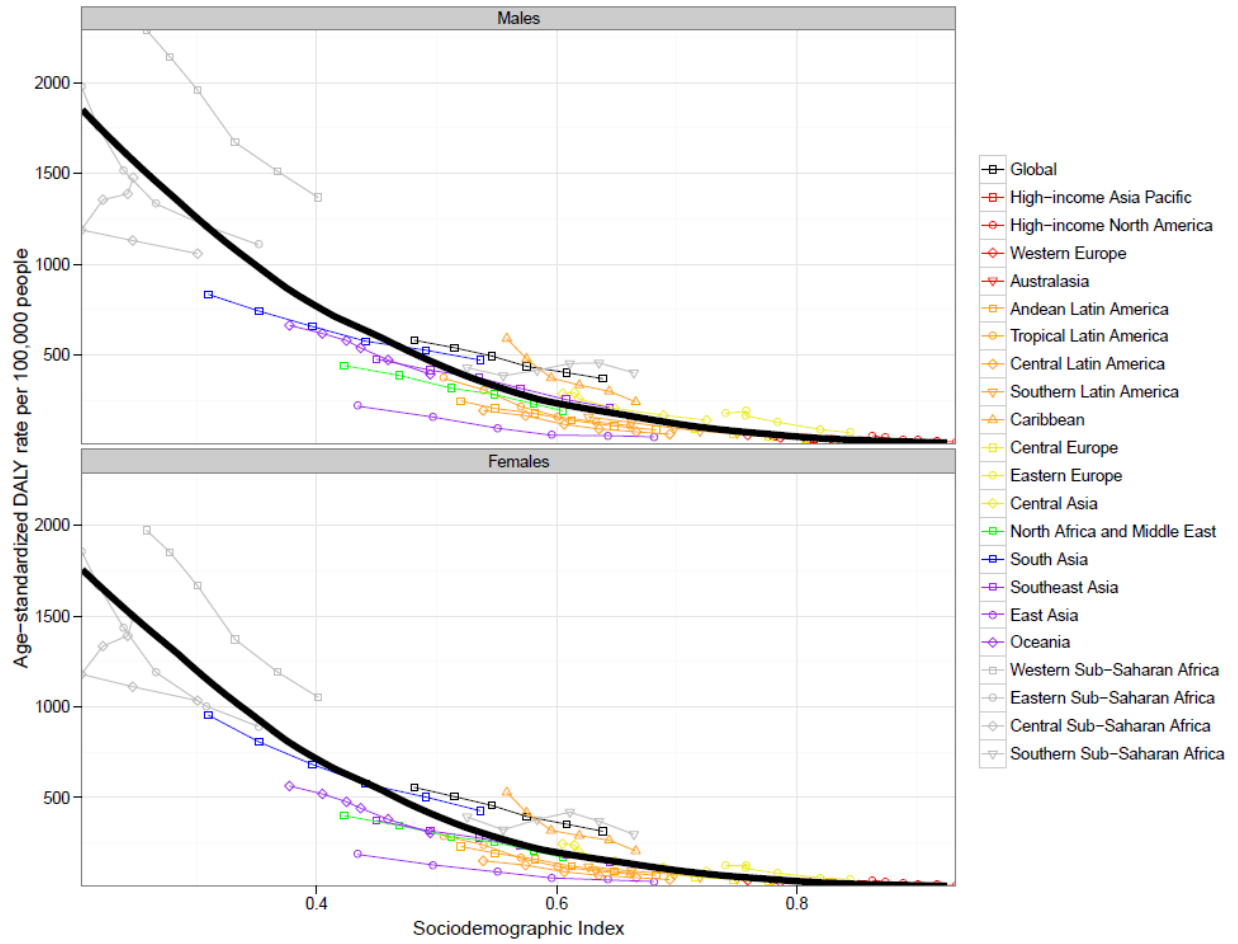 Males
2000
1500
1000
500
Females
2000
1500
1000
500
0.4
0.6
0.8
Sociodemographic Index
Age-standardized DALY rate per 100,000 people
Global
High-income Asia Pacific
High-income North America
Western Europe
Australasia
Andean Latin America
Tropical Latin America
Central Latin America
Southern Latin America
Caribbean
Central Europe
Eastern Europe
Central Asia
North Africa and Middle East
South Asia
Southeast Asia
East Asia
Oceania
Western Sub-Saharan Africa
Eastern Sub-Saharan Africa
Central Sub-Saharan Africa
Southern Sub-Saharan Africa